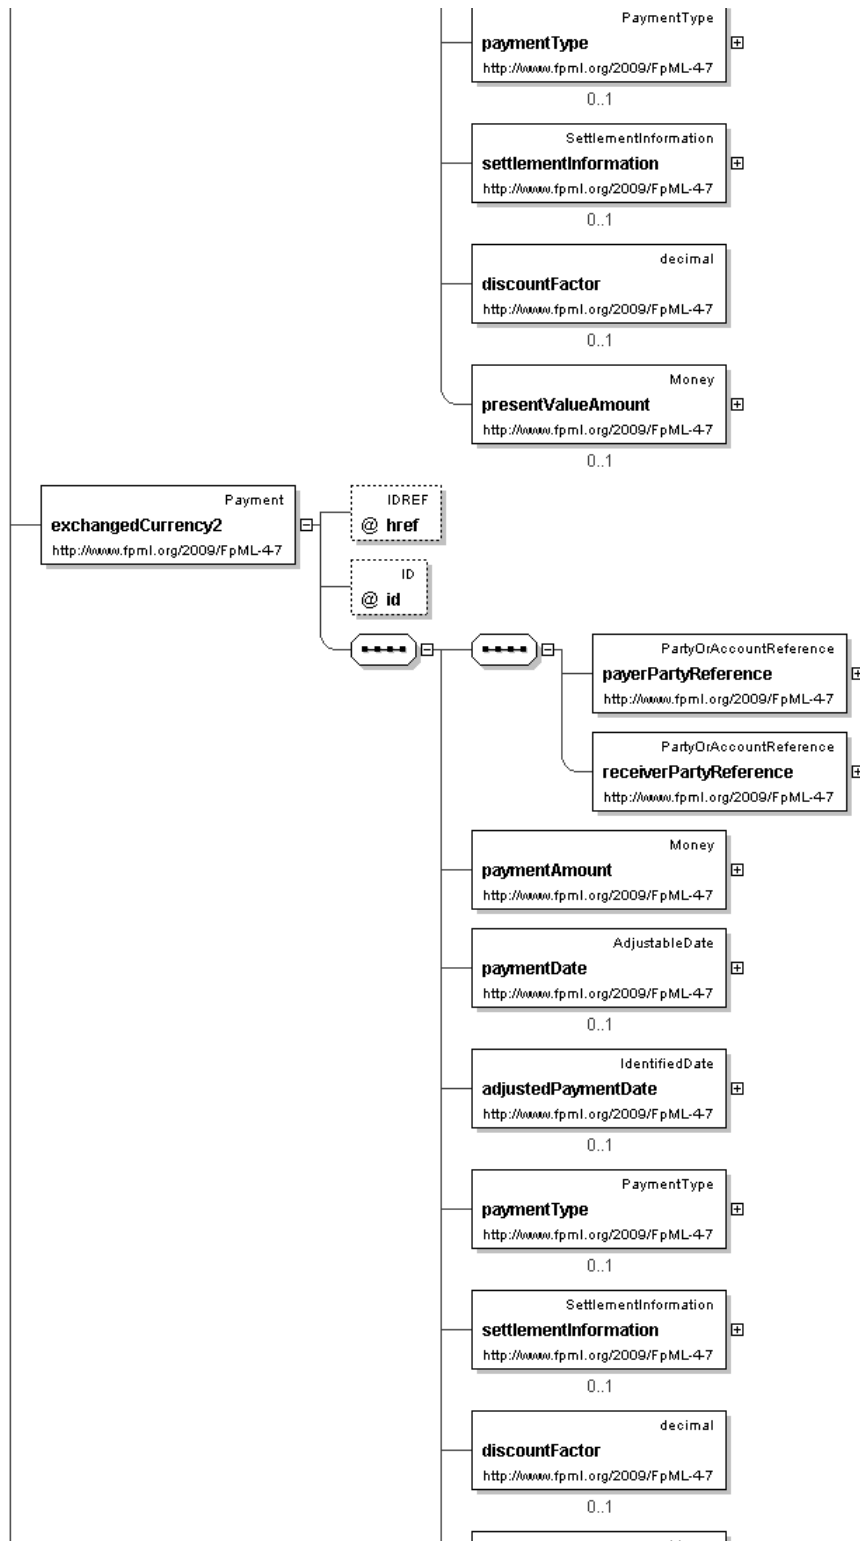 PaymentType
paymentType
http://www.fpml.org/2009/FpML-4-7
0..1
SettlementInformation
settlementInformation
http://www.fpml.org/2009/FpML-4-7
0..1
decimal
discountFactor
http://www.fpml.org/2009/FpML-4-7
0..1
Money
presentValueAmount
http://www.fpml.org/2009/FpML-4-7
0..1
Payment
exchangedCurrency2
http://www.fpml.org/2009/FpML-4-7
IDREF
@ href
ID
@ id
PartyOrAccountReference
payerPartyReference
http://www.fpml.org/2009/FpML-4-7
PartyOrAccountReference
receiverPartyReference
http://www.fpml.org/2009/FpML-4-7
Money
paymentAmount
http://www.fpml.org/2009/FpML-4-7
AdjustableDate
paymentDate
http://www.fpml.org/2009/FpML-4-7
0..1
IdentifiedDate
adjustedPaymentDate
http://www.fpml.org/2009/FpML-4-7
0..1
PaymentType
paymentType
http://www.fpml.org/2009/FpML-4-7
0..1
SettlementInformation
settlementInformation
http://www.fpml.org/2009/FpML-4-7
0..1
decimal
discountFactor
http://www.fpml.org/2009/FpML-4-7
0..1